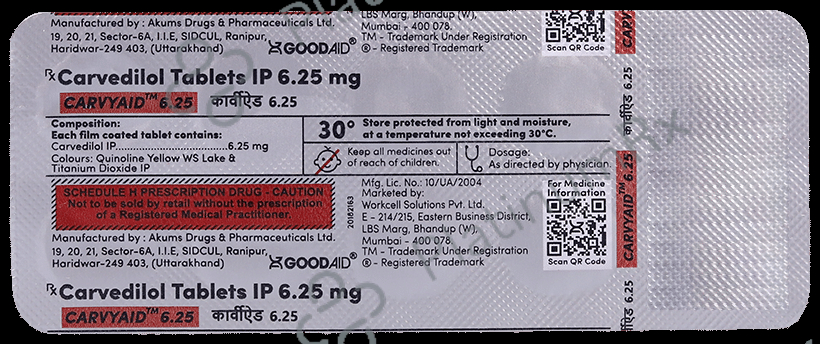 Manufactured by : Akums Drugs & Pharmaceuticals Ltd.
19, 20, 21, Sector-6A, I.I.E, SIDCUL, Ranipur,
Haridwar-249 403, (Uttarakhand)
GOODAID®
LBS Marg, Bhandup (W),
Mumbai - 400 078.
TM - Trademark Under Registration
® - Registered Trademark
Scan QR Code
Rx Carvedilol Tablets IP 6.25 mg
CARVYAID™ 6.25 कार्वीऐड 6.25
Composition:
Each film coated tablet contains:
Carvedilol IP..............................6.25 mg
Colours: Quinoline Yellow WS Lake &
Titanium Dioxide IP
30° Store protected from light and moisture,
at a temperature not exceeding 30°C.
Keep all medicines out
of reach of children.
Dosage:
As directed by physician.
SCHEDULE H PRESCRIPTION DRUG - CAUTION
Not to be sold by retail without the prescription
of a Registered Medical Practitioner.
20182163
Mfg. Lic. No.: 10/UA/2004
Marketed by:
Workcell Solutions Pvt. Ltd.
E - 214/215, Eastern Business District,
LBS Marg, Bhandup (W),
Mumbai - 400 078.
TM - Trademark Under Registration
® - Registered Trademark
For Medicine
Information
Scan QR Code
Manufactured by : Akums Drugs & Pharmaceuticals Ltd.
19, 20, 21, Sector-6A, I.I.E, SIDCUL, Ranipur,
Haridwar-249 403, (Uttarakhand)
GOODAID®
Rx Carvedilol Tablets IP 6.25 mg
CARVYAID™ 6.25 कार्वीऐड 6.25
कार्वीऐड 6.25
CARVYAID™ 6.25
कार्वीऐड 6.25